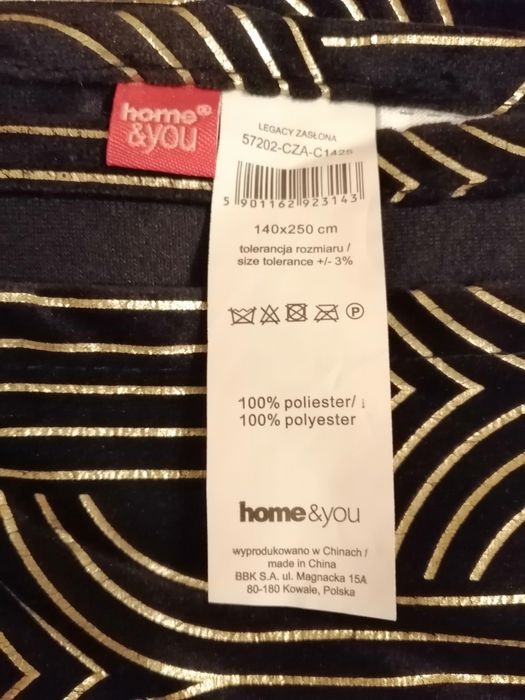 home®
&you
LEGACY ZASŁONA
57202-CZA-C1425
5 901162 923143
140x250 cm
tolerancja rozmiaru /
size tolerance +/- 3%
P
100% poliester/
100% polyester
home&you
wyprodukowano w Chinach /
made in China
BBK S.A. ul. Magnacka 15A
80-180 Kowale, Polska